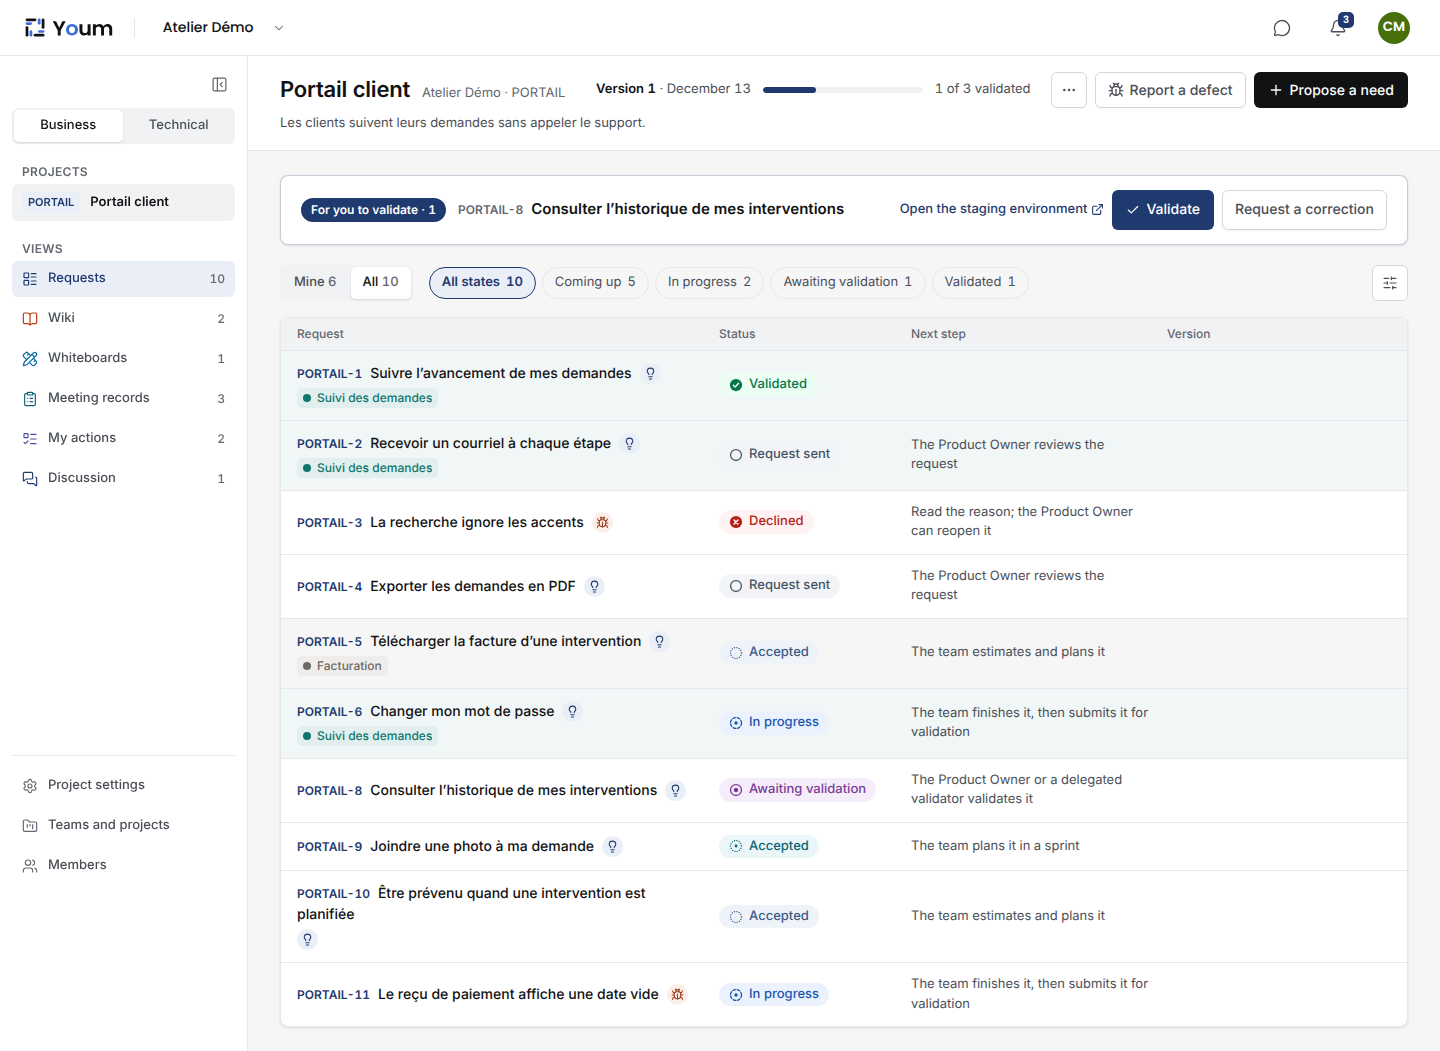 Youm
Atelier Démo
3
CM
Business
Technical
PROJECTS
PORTAIL Portail client
VIEWS
Requests 10
Wiki 2
Whiteboards 1
Meeting records 3
My actions 2
Discussion 1
Project settings
Teams and projects
Members
Portail client Atelier Démo · PORTAIL
Version 1 · December 13
1 of 3 validated
Report a defect
Propose a need
Les clients suivent leurs demandes sans appeler le support.
For you to validate · 1 PORTAIL-8 Consulter l’historique de mes interventions
Open the staging environment
Validate
Request a correction
Mine 6 All 10
All states 10
Coming up 5
In progress 2
Awaiting validation 1
Validated 1
Request Status Next step Version
PORTAIL-1 Suivre l’avancement de mes demandes
Suivi des demandes
Validated
PORTAIL-2 Recevoir un courriel à chaque étape
Suivi des demandes
Request sent
The Product Owner reviews the
request
PORTAIL-3 La recherche ignore les accents
Declined
Read the reason; the Product Owner
can reopen it
PORTAIL-4 Exporter les demandes en PDF
Request sent
The Product Owner reviews the
request
PORTAIL-5 Télécharger la facture d’une intervention
Facturation
Accepted
The team estimates and plans it
PORTAIL-6 Changer mon mot de passe
Suivi des demandes
In progress
The team finishes it, then submits it for
validation
PORTAIL-8 Consulter l’historique de mes interventions
Awaiting validation
The Product Owner or a delegated
validator validates it
PORTAIL-9 Joindre une photo à ma demande
Accepted
The team plans it in a sprint
PORTAIL-10 Être prévenu quand une intervention est
planifiée
Accepted
The team estimates and plans it
PORTAIL-11 Le reçu de paiement affiche une date vide
In progress
The team finishes it, then submits it for
validation